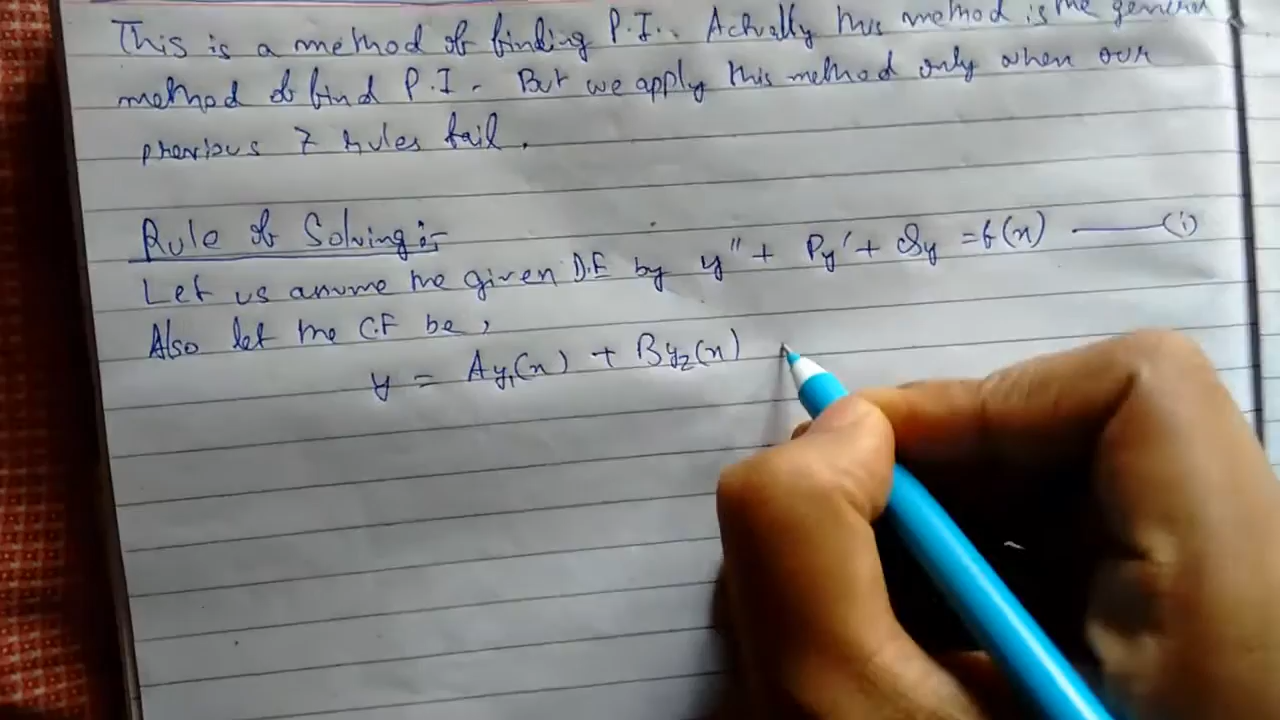 This is a method of finding P.I.. Actually this method is the general
method of find P.I - But we apply this method only when our
previous 7 rules fail.
Rule of Solving:-
Let us assume the given D.E by y'' + Py' + Qy = f(x) —— (i)
Also let the C.F be,
y = Ay₁(x) + By₂(x)